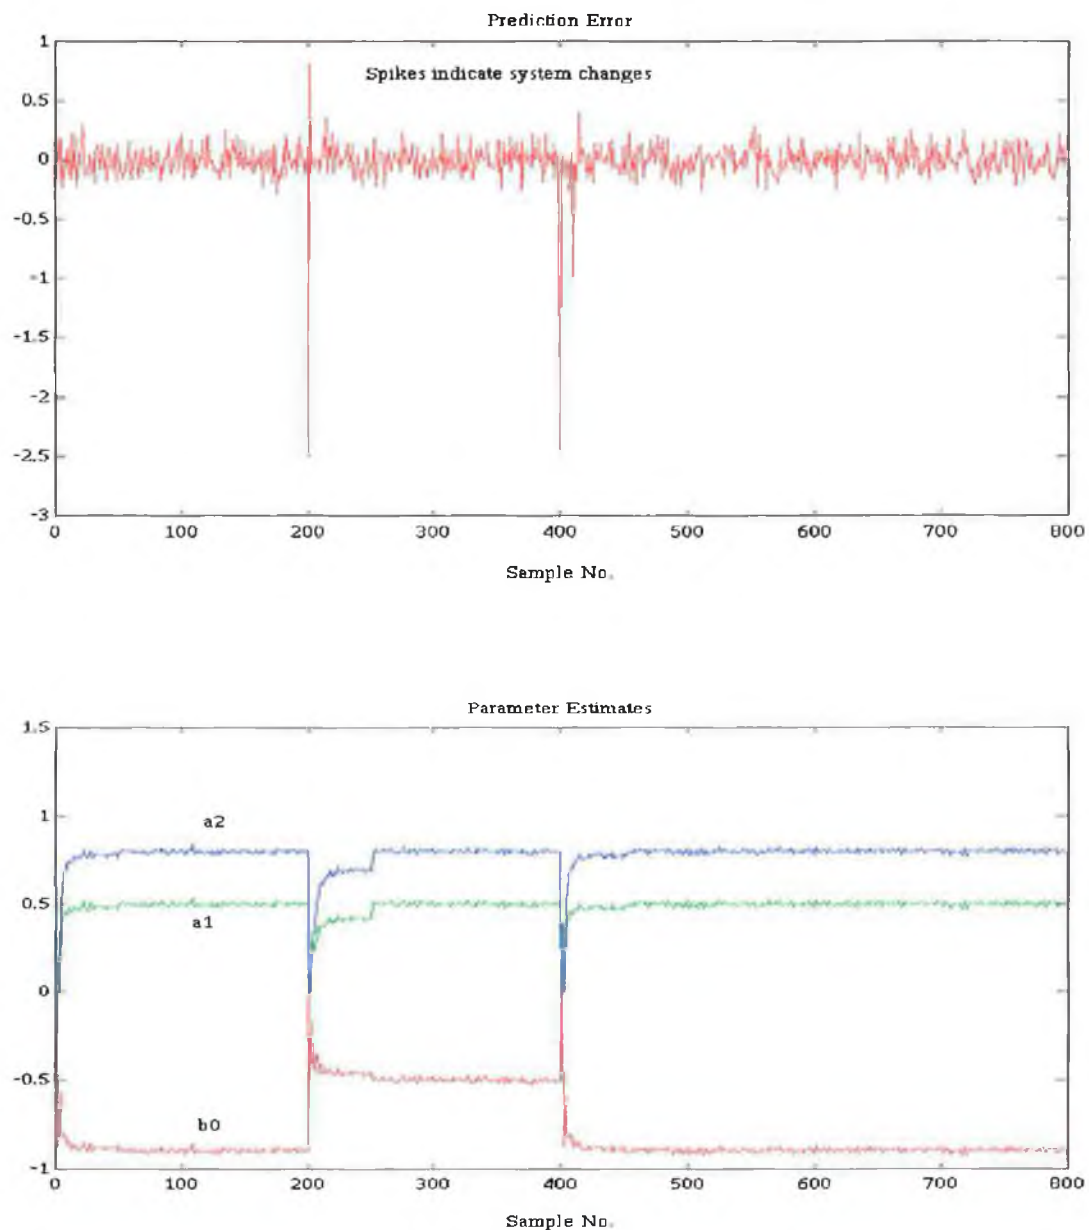 Prediction Error
1
Spikes indicate system changes
0.5
0
-0.5
-1
-1.5
-2
-2.5
-3
0 100 200 300 400 500 600 700 800
Sample No.
Parameter Estimates
1.5
a2
1
0.5
a1
0
-0.5
b0
-1
0 100 200 300 400 500 600 700 800
Sample No.